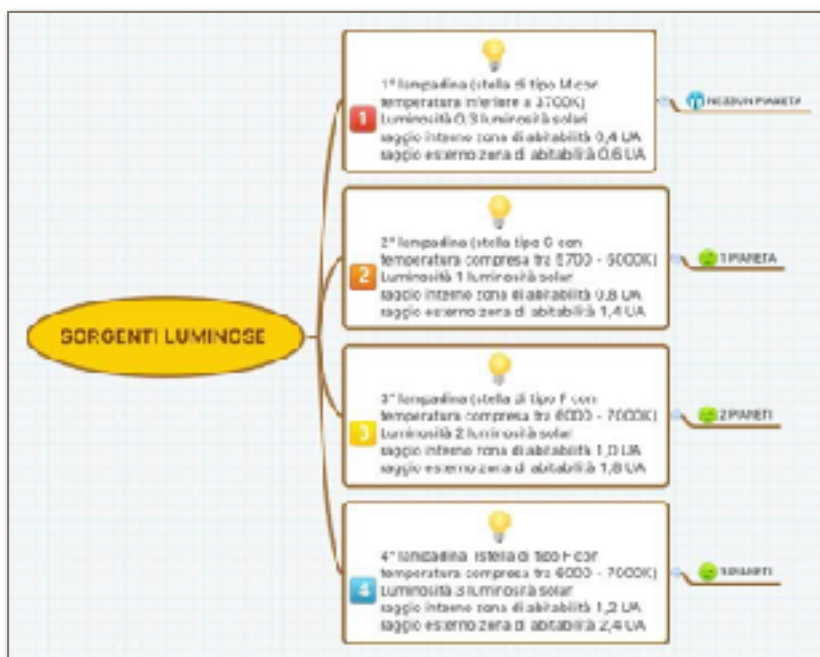 SORGENTI LUMINOSE
1
1° lampadina (stella di tipo M con
temperatura inferiore a 3700K)
Luminosità 0,3 luminosità solari
raggio interno zona di abitabilità 0,4 UA
raggio esterno zona di abitabilità 0,6 UA
NESSUN PIANETA
2
2° lampadina (stella tipo G con
temperatura compresa tra 5700 - 6000K)
Luminosità 1 luminosità solar
raggio interno zona di abitabilità 0,8 UA
raggio esterno zona di abitabilità 1,4 UA
1 PIANETA
3
3° lampadina (stella di tipo F con
temperatura compresa tra 6000 - 7000K)
Luminosità 2 luminosità solar
raggio interno zona di abitabilità 1,0 UA
raggio esterno zona di abitabilità 1,8 UA
2 PIANETI
4
4° lampadina (stella di tipo F con
temperatura compresa tra 6000 - 7000K)
Luminosità 3 luminosità solar
raggio interno zona di abitabilità 1,2 UA
raggio esterno zona di abitabilità 2,4 UA
PIANETI